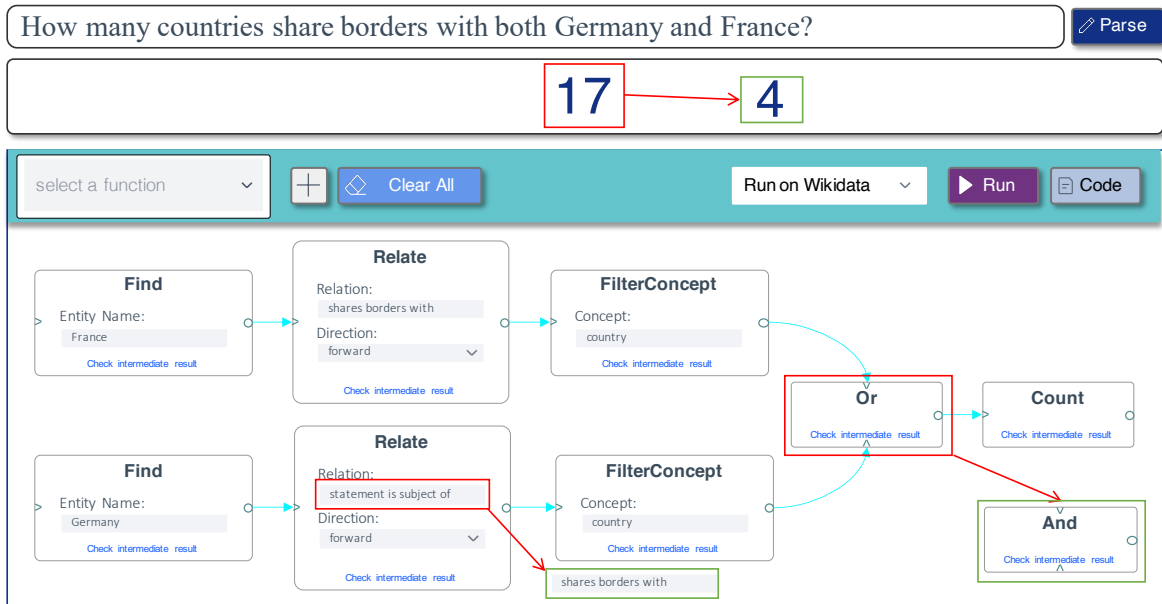 How many countries share borders with both Germany and France?
Parse
17
4
select a function
Clear All
Run on Wikidata
Run
Code
Find
Entity Name:
France
Check intermediate result
Relate
Relation:
shares borders with
Direction:
forward
Check intermediate result
FilterConcept
Concept:
country
Check intermediate result
Or
Check intermediate result
Count
Check intermediate result
Find
Entity Name:
Germany
Check intermediate result
Relate
Relation:
statement is subject of
Direction:
forward
Check intermediate result
FilterConcept
Concept:
country
Check intermediate result
And
Check intermediate result
shares borders with